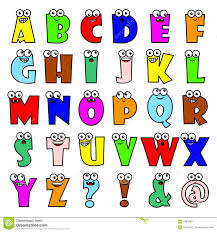 A B C D E F
G H I J K L
M N O P Q R
S T U V W X
Y Z ? ! & @